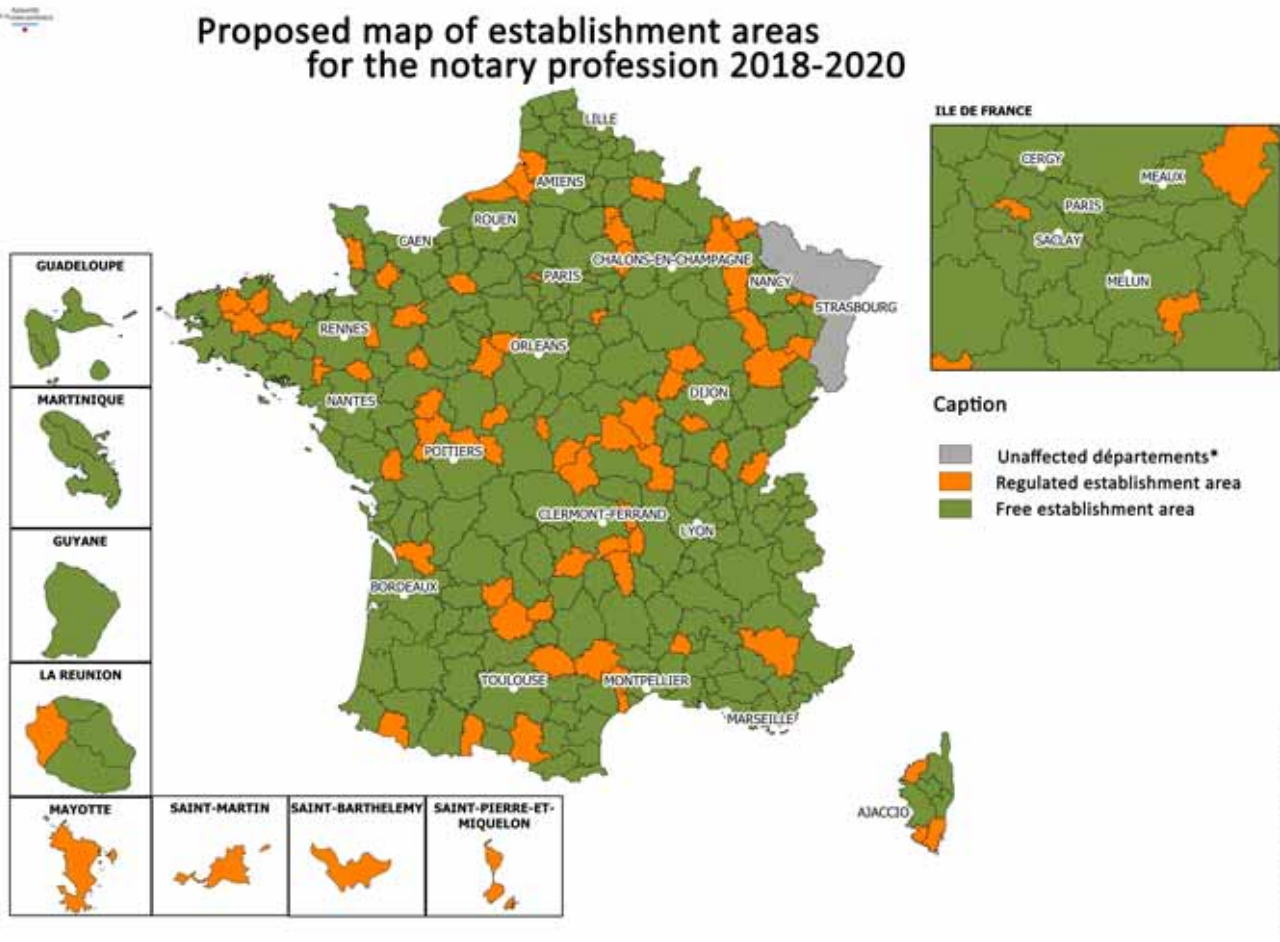 Proposed map of establishment areas
for the notary profession 2018-2020
ILE DE FRANCE
LILLE
AMIENS
ROUEN
CAEN
CHALONS-EN-CHAMPAGNE
PARIS
NANCY
STRASBOURG
RENNES
ORLEANS
NANTES
DIJON
POITIERS
CLERMONT-FERRAND
LYON
BORDEAUX
TOULOUSE
MONTPELLIER
MARSEILLE
AJACCIO
CERGY
MEAUX
PARIS
SACLAY
MELUN
Caption
Unaffected départements*
Regulated establishment area
Free establishment area
GUADELOUPE
MARTINIQUE
GUYANE
LA REUNION
MAYOTTE
SAINT-MARTIN
SAINT-BARTHELEMY
SAINT-PIERRE-ET-
MIQUELON